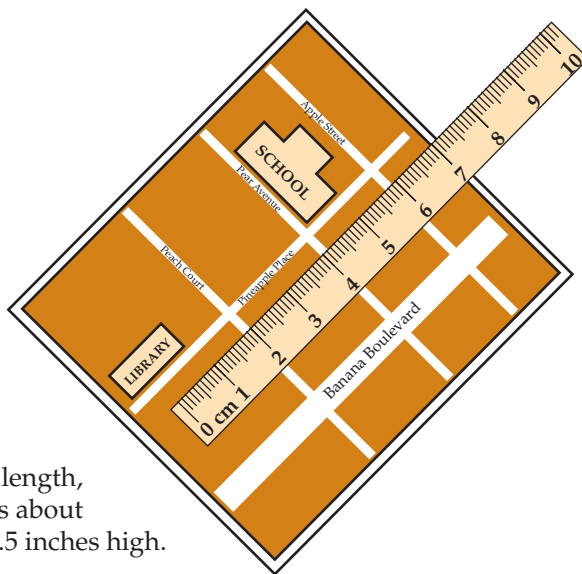 Apple Street
SCHOOL
Pear Avenue
Peach Court
Pineapple Place
LIBRARY
Banana Boulevard
0 cm 1 2 3 4 5 6 7 8 9 10
length,
s about
.5 inches high.